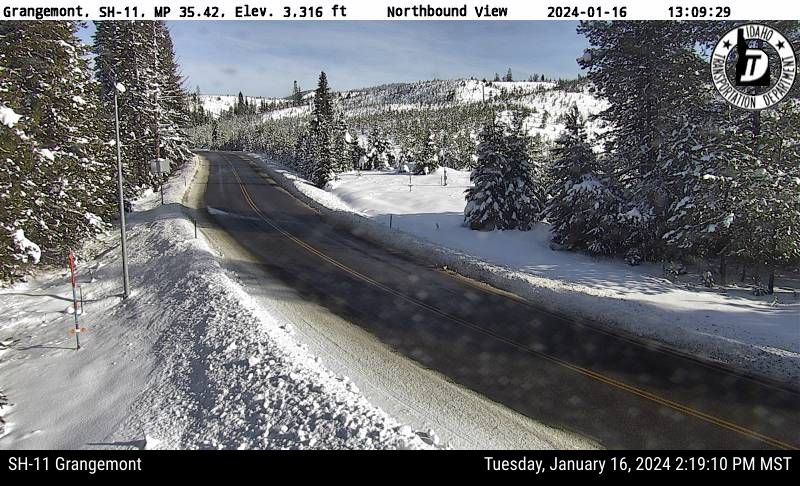 Grangemont, SH-11, MP 35.42, Elev. 3,316 ft Northbound View 2024-01-16 13:09:29
IDAHO
TRANSPORTATION DEPARTMENT
SH-11 Grangemont Tuesday, January 16, 2024 2:19:10 PM MST